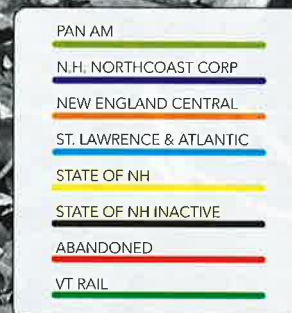 PAN AM
N.H. NORTHCOAST CORP
NEW ENGLAND CENTRAL
ST. LAWRENCE & ATLANTIC
STATE OF NH
STATE OF NH INACTIVE
ABANDONED
VT RAIL